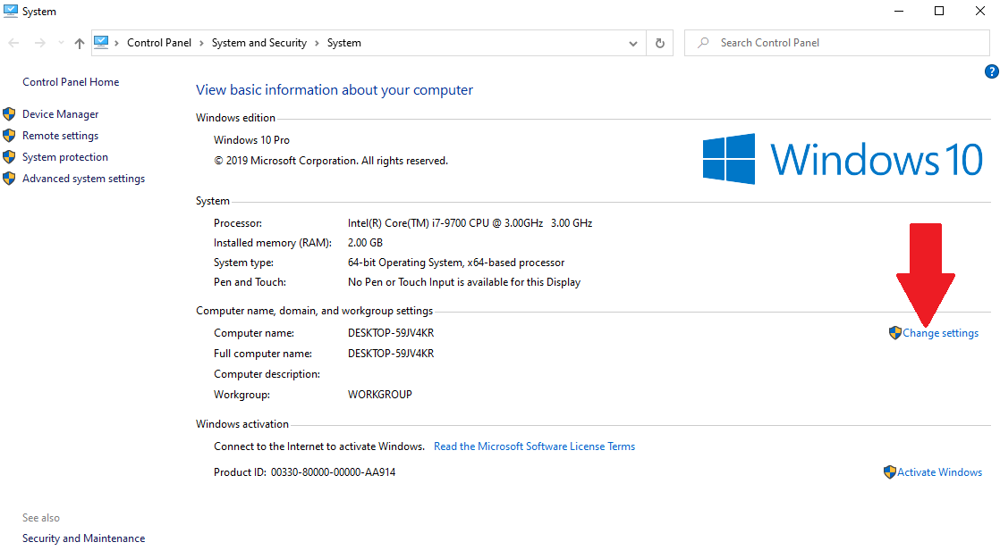 System
Control Panel › System and Security › System
Search Control Panel
?
Control Panel Home
Device Manager
Remote settings
System protection
Advanced system settings
View basic information about your computer
Windows edition
Windows 10 Pro
© 2019 Microsoft Corporation. All rights reserved.
Windows 10
System
Processor: Intel(R) Core(TM) i7-9700 CPU @ 3.00GHz 3.00 GHz
Installed memory (RAM): 2.00 GB
System type: 64-bit Operating System, x64-based processor
Pen and Touch: No Pen or Touch Input is available for this Display
Computer name, domain, and workgroup settings
Computer name: DESKTOP-59JV4KR Change settings
Full computer name: DESKTOP-59JV4KR
Computer description:
Workgroup: WORKGROUP
Windows activation
Connect to the Internet to activate Windows. Read the Microsoft Software License Terms
Product ID: 00330-80000-00000-AA914 Activate Windows
See also
Security and Maintenance